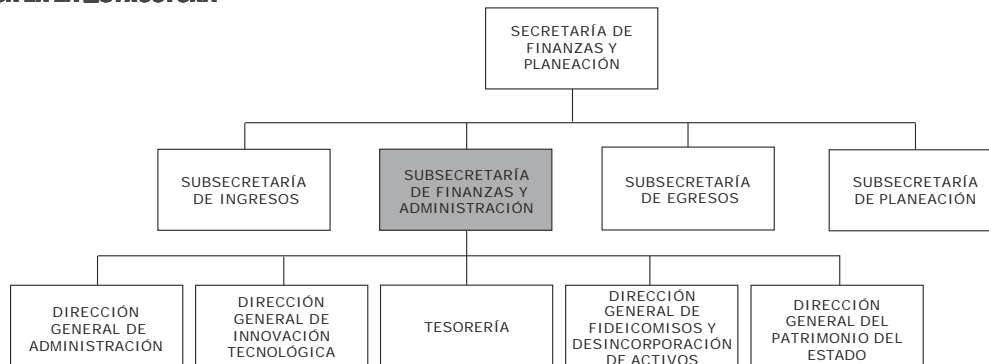 SECRETARÍA DE
FINANZAS Y
PLANEACIÓN
SUBSECRETARÍA
DE INGRESOS
SUBSECRETARÍA
DE FINANZAS Y
ADMINISTRACIÓN
SUBSECRETARÍA
DE EGRESOS
SUBSECRETARÍA
DE PLANEACIÓN
DIRECCIÓN
GENERAL DE
ADMINISTRACIÓN
DIRECCIÓN
GENERAL DE
INNOVACIÓN
TECNOLÓGICA
TESORERÍA
DIRECCIÓN
GENERAL DE
FIDEICOMISOS Y
DESINCORPORACIÓN
DE ACTIVOS
DIRECCIÓN
GENERAL DEL
PATRIMONIO DEL
ESTADO